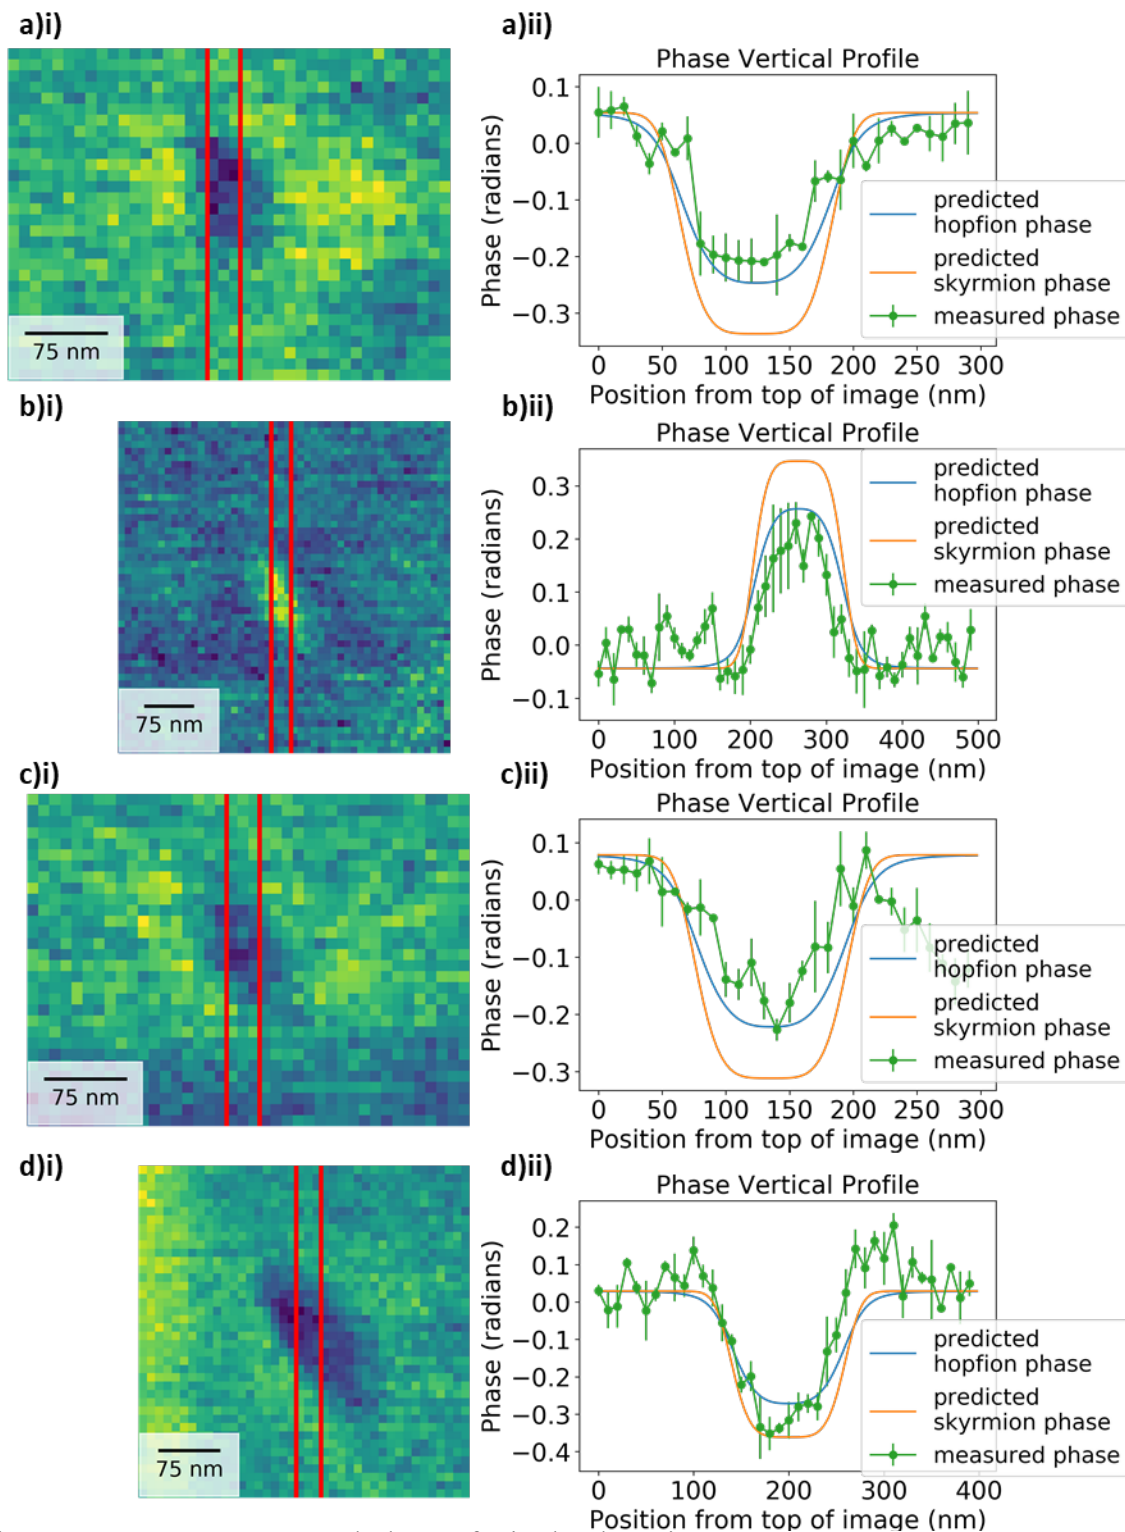 a)i)
75 nm
a)ii)
Phase Vertical Profile
Phase (radians)
0.1
0.0
−0.1
−0.2
−0.3
0 50 100 150 200 250 300
Position from top of image (nm)
predicted
hopfion phase
predicted
skyrmion phase
measured phase
b)i)
75 nm
b)ii)
Phase Vertical Profile
Phase (radians)
0.3
0.2
0.1
0.0
−0.1
0 100 200 300 400 500
Position from top of image (nm)
predicted
hopfion phase
predicted
skyrmion phase
measured phase
c)i)
75 nm
c)ii)
Phase Vertical Profile
Phase (radians)
0.1
0.0
−0.1
−0.2
−0.3
0 50 100 150 200 250 300
Position from top of image (nm)
predicted
hopfion phase
predicted
skyrmion phase
measured phase
d)i)
75 nm
d)ii)
Phase Vertical Profile
Phase (radians)
0.2
0.1
0.0
−0.1
−0.2
−0.3
−0.4
0 100 200 300 400
Position from top of image (nm)
predicted
hopfion phase
predicted
skyrmion phase
measured phase